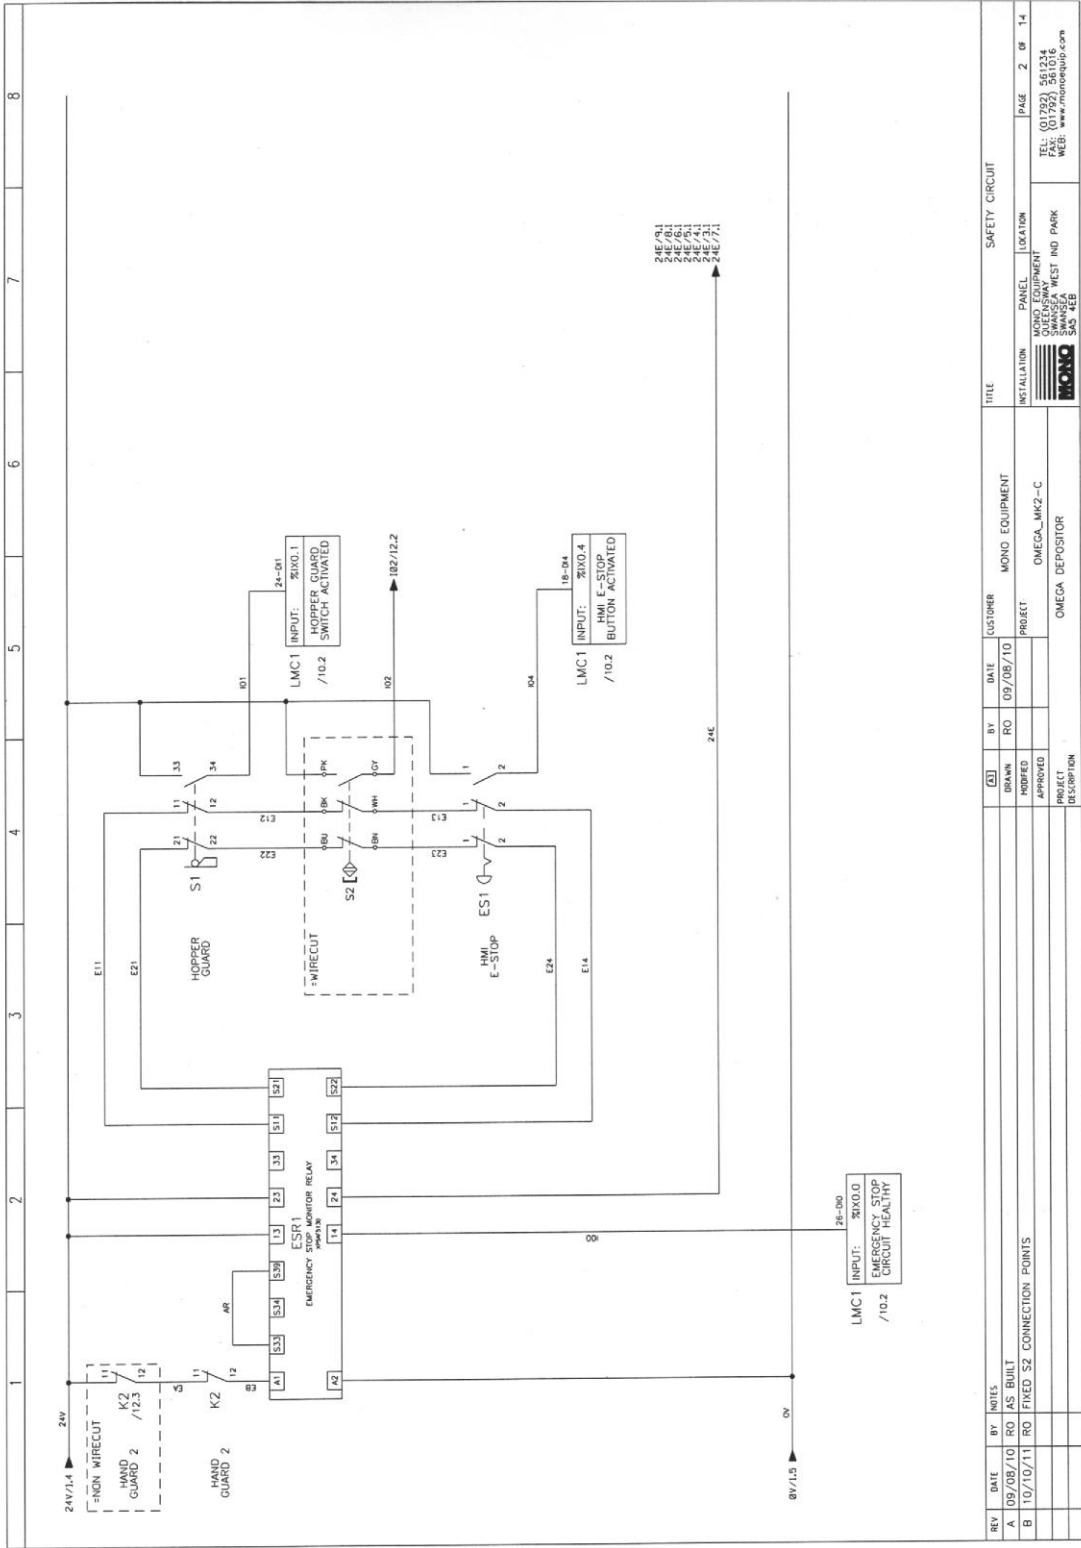 1
2
3
4
5
6
7
8
24V/1.4
24V
=NON WIRECUT
HAND
GUARD 2
K2
/12.3
11
12
EA
HAND
GUARD 2
K2
11
12
EB
A1
S33
S34
S39
13
23
33
S11
S21
AR
ESR1
EMERGENCY STOP MONITOR RELAY
A2
14
24
34
S12
S22
E11
E21
HOPPER
GUARD
S1
21
22
11
12
33
34
E22
E12
=WIRECUT
S2
BU
BN
BK
WH
PK
GY
E23
E13
HMI
E-STOP
ES1
1
2
1
2
1
2
E24
E14
I01
24-DI1
LMC1
INPUT: %IX0.1
HOPPER GUARD
SWITCH ACTIVATED
/10.2
I02
I02/12.2
I04
18-DI4
LMC1
INPUT: %IX0.4
HMI E-STOP
BUTTON ACTIVATED
/10.2
24E
24E/9.1
24E/8.1
24E/6.1
24E/5.1
24E/4.1
24E/3.1
24E/7.1
I00
26-DI0
LMC1
INPUT: %IX0.0
EMERGENCY STOP
CIRCUIT HEALTHY
/10.2
0V/1.5
0V
REV DATE BY NOTES
A 09/08/10 RO AS BUILT
B 10/10/11 RO FIXED S2 CONNECTION POINTS
A3 BY DATE
DRAWN RO 09/08/10
MODIFIED
APPROVED
CUSTOMER
MONO EQUIPMENT
PROJECT
OMEGA_MK2-C
PROJECT
DESCRIPTION
OMEGA DEPOSITOR
TITLE
SAFETY CIRCUIT
INSTALLATION PANEL LOCATION PAGE 2 OF 14
MONO
MONO EQUIPMENT
QUEENSWAY
SWANSEA WEST IND PARK
SWANSEA
SA5 4EB
TEL: (01792) 561234
FAX: (01792) 561016
WEB: www.monoequip.com